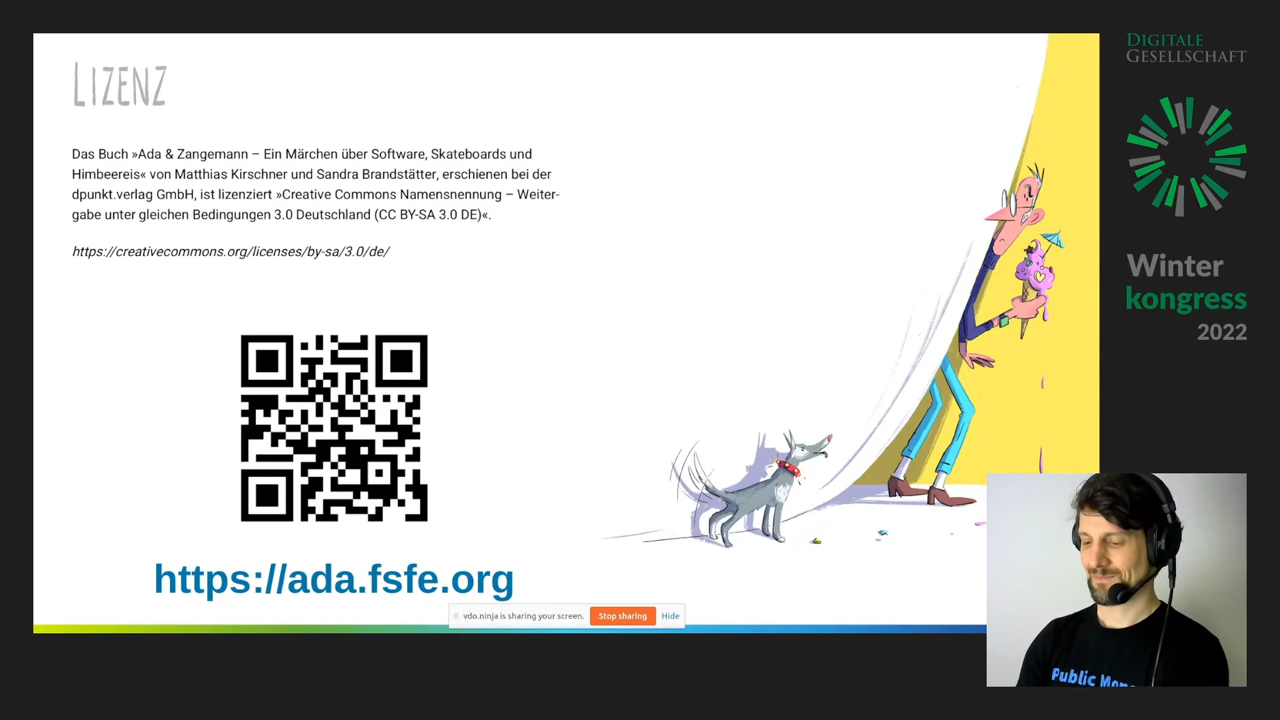 LIZENZ
Das Buch »Ada & Zangemann – Ein Märchen über Software, Skateboards und
Himbeereis« von Matthias Kirschner und Sandra Brandstätter, erschienen bei der
dpunkt.verlag GmbH, ist lizenziert »Creative Commons Namensnennung – Weiter-
gabe unter gleichen Bedingungen 3.0 Deutschland (CC BY-SA 3.0 DE)«.
https://creativecommons.org/licenses/by-sa/3.0/de/
https://ada.fsfe.org
vdo.ninja is sharing your screen. Stop sharing Hide
DIGITALE
GESELLSCHAFT
Winter
kongress
2022
Public